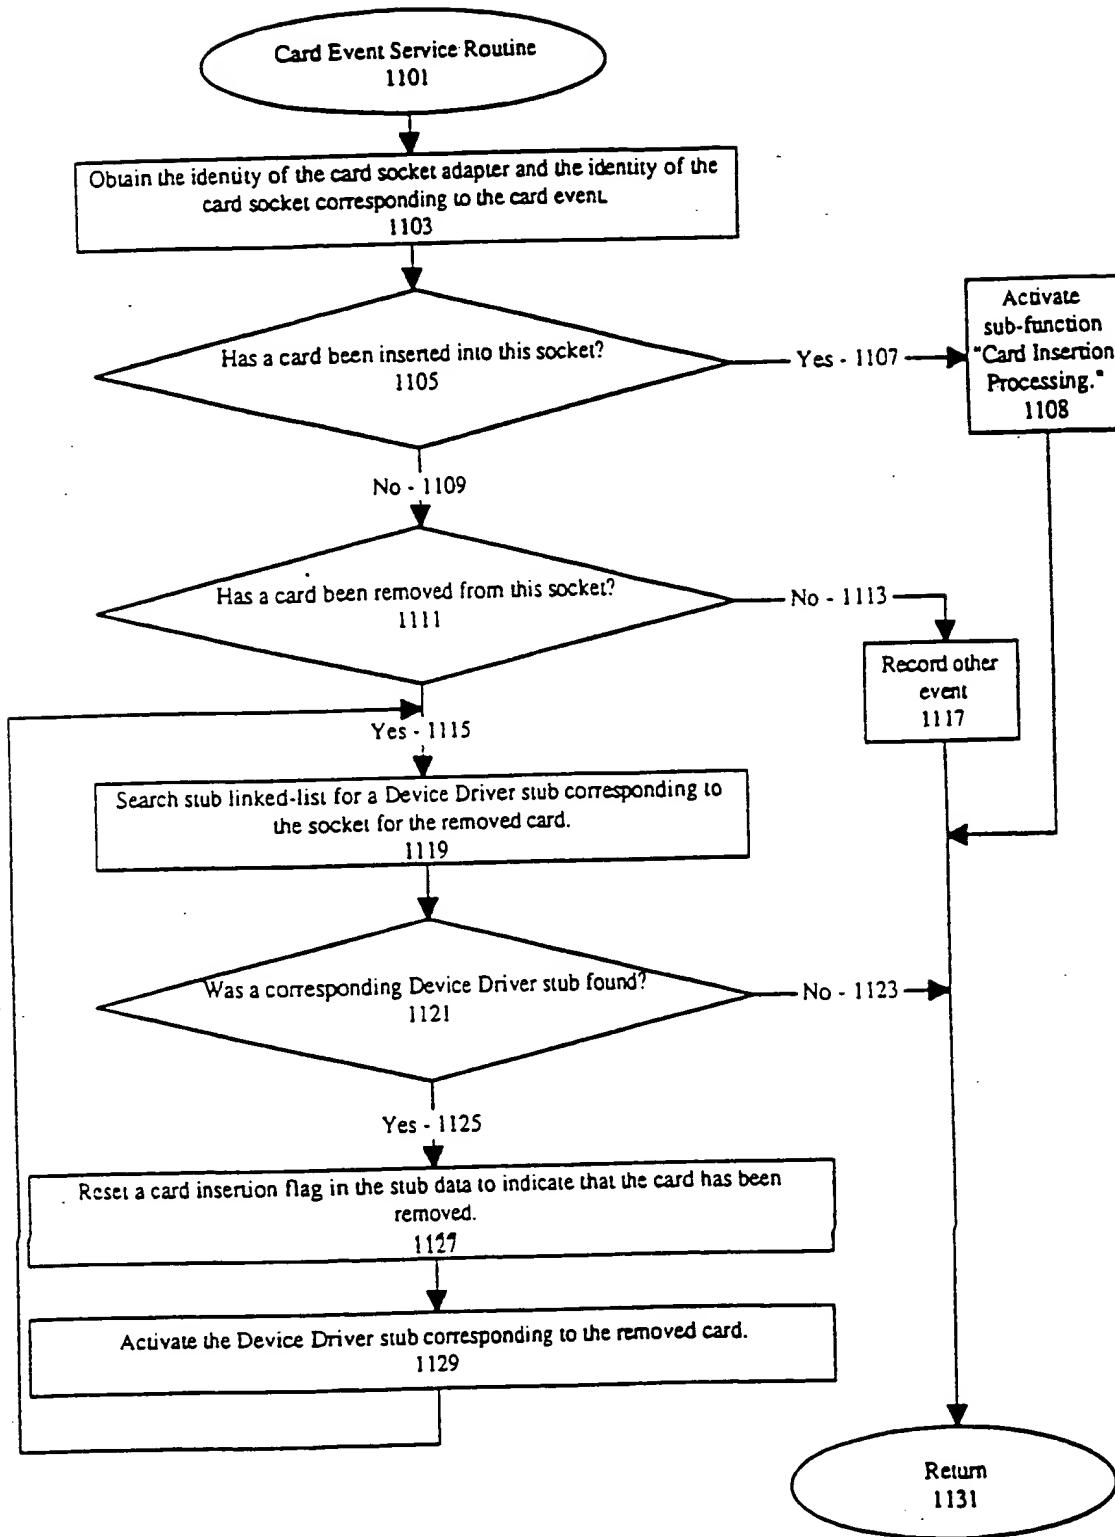 Card Event Service Routine
1101
Obtain the identity of the card socket adapter and the identity of the
card socket corresponding to the card event.
1103
Has a card been inserted into this socket?
1105
Yes - 1107
Activate
sub-function
"Card Insertion
Processing."
1108
No - 1109
Has a card been removed from this socket?
1111
No - 1113
Record other
event
1117
Yes - 1115
Search stub linked-list for a Device Driver stub corresponding to
the socket for the removed card.
1119
Was a corresponding Device Driver stub found?
1121
No - 1123
Yes - 1125
Reset a card insertion flag in the stub data to indicate that the card has been
removed.
1127
Activate the Device Driver stub corresponding to the removed card.
1129
Return
1131